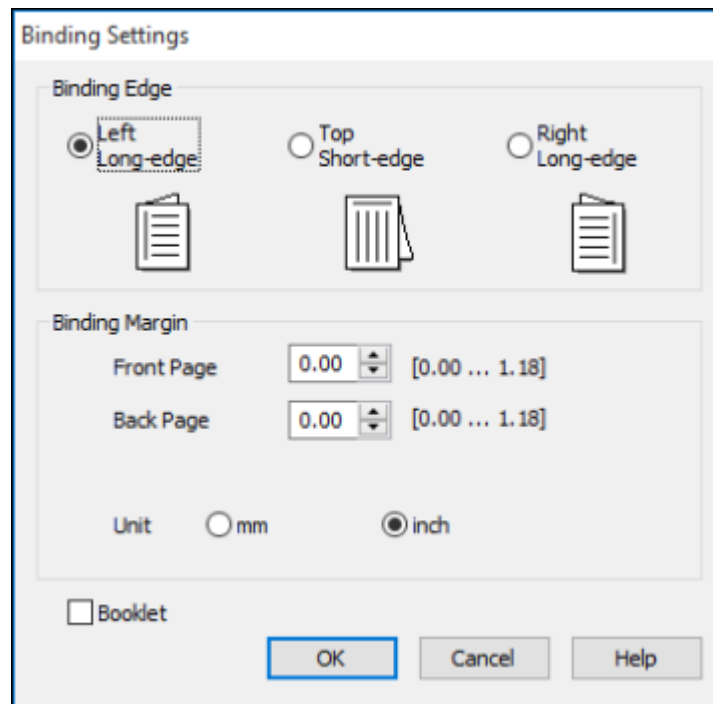 Binding Settings
Binding Edge
Left
Long-edge
Top
Short-edge
Right
Long-edge
Binding Margin
Front Page 0.00 [0.00 ... 1.18]
Back Page 0.00 [0.00 ... 1.18]
Unit mm inch
Booklet
OK Cancel Help